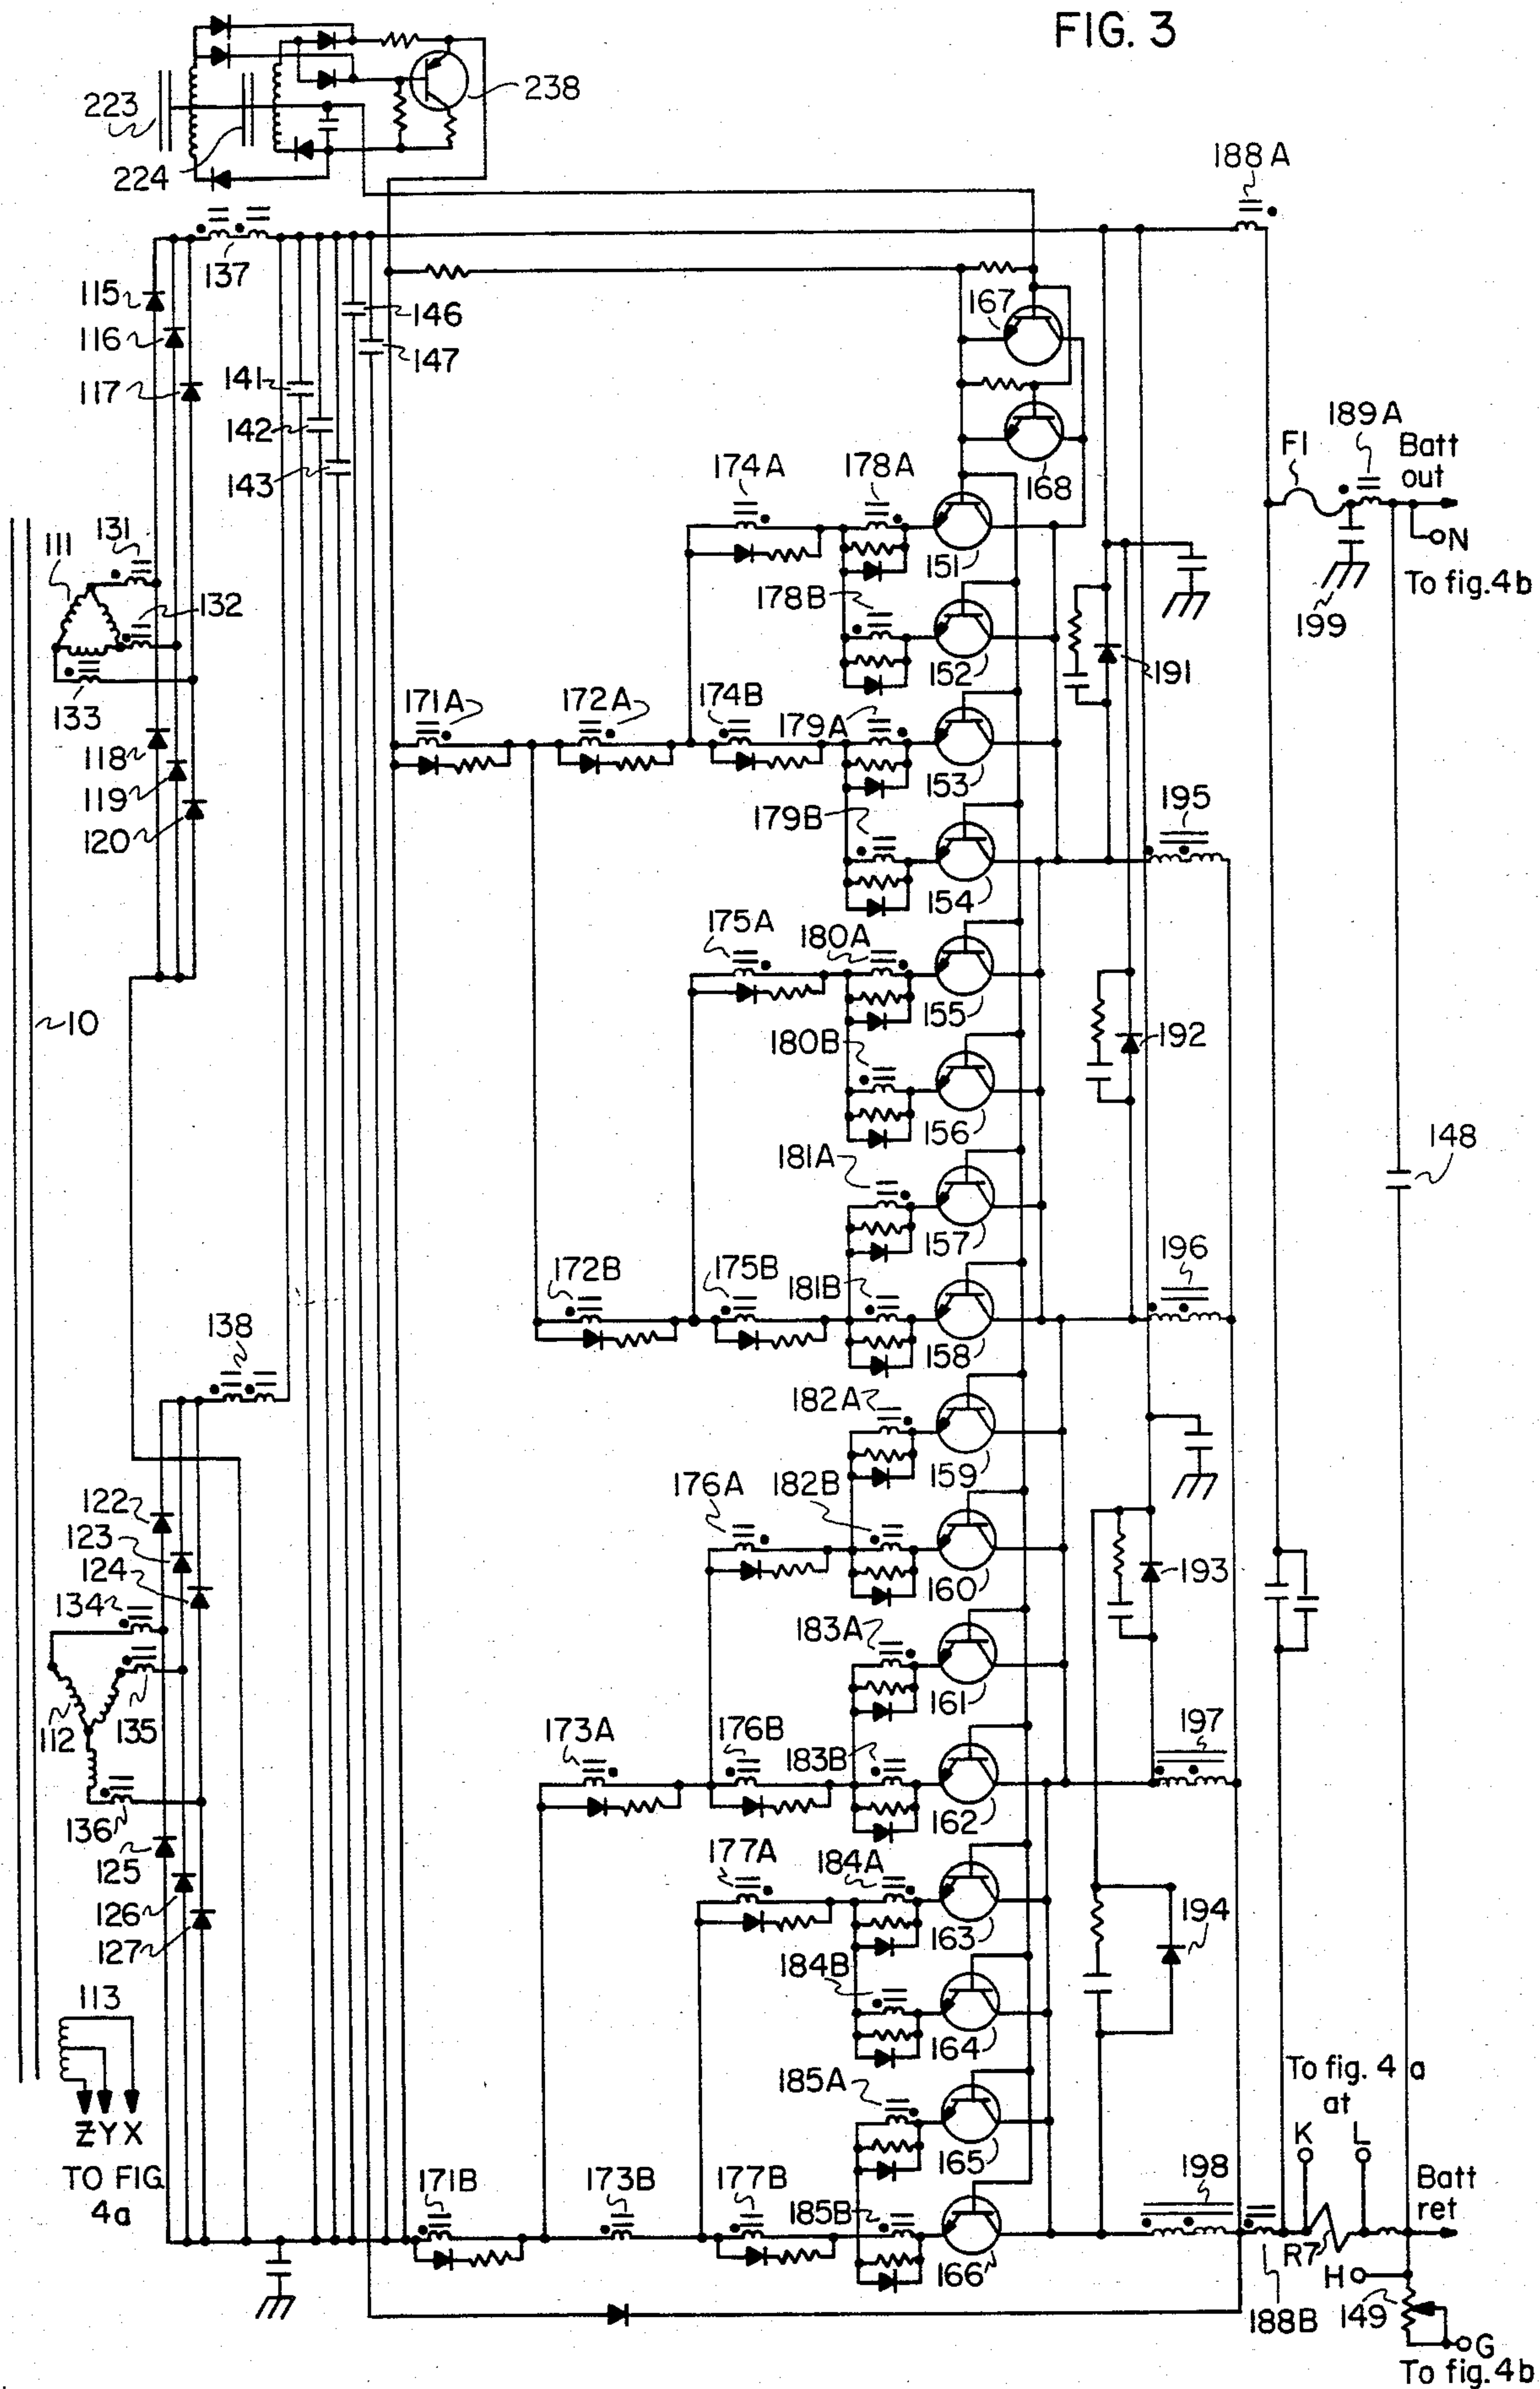 FIG. 3
223
224
238
188A
137
115
116
117
146
147
141
142
143
167
168
189A
F1
Batt
out
N
To fig.4b
199
174A
178A
151
178B
152
191
111
131
132
133
171A
172A
174B
179A
153
118
119
120
179B
154
195
175A
180A
155
10
180B
156
192
181A
157
148
172B
175B
181B
158
196
138
182A
159
122
123
124
176A
182B
160
193
134
183A
161
112
135
173A
176B
183B
162
197
136
125
177A
184A
163
194
126
127
184B
164
113
To fig. 4a
at
K
L
185A
165
Z Y X
TO FIG
4a
171B
173B
177B
185B
166
198
Batt
ret
R7
H
188B
149
G
To fig.4b